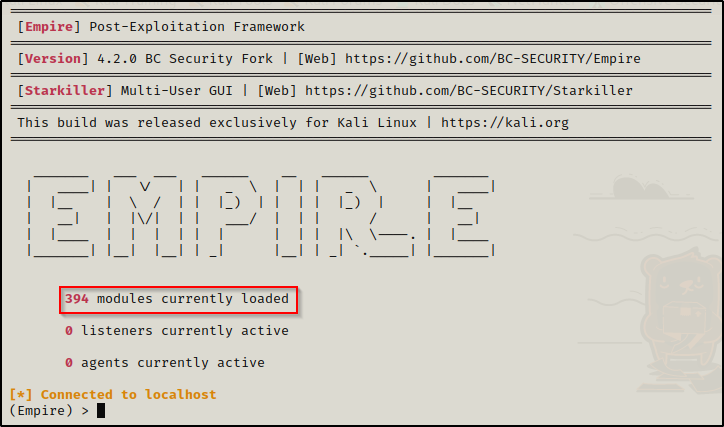 [Empire] Post-Exploitation Framework
[Version] 4.2.0 BC Security Fork | [Web] https://github.com/BC-SECURITY/Empire
[Starkiller] Multi-User GUI | [Web] https://github.com/BC-SECURITY/Starkiller
This build was released exclusively for Kali Linux | https://kali.org
EMPIRE
394 modules currently loaded
0 listeners currently active
0 agents currently active
[*] Connected to localhost
(Empire) >